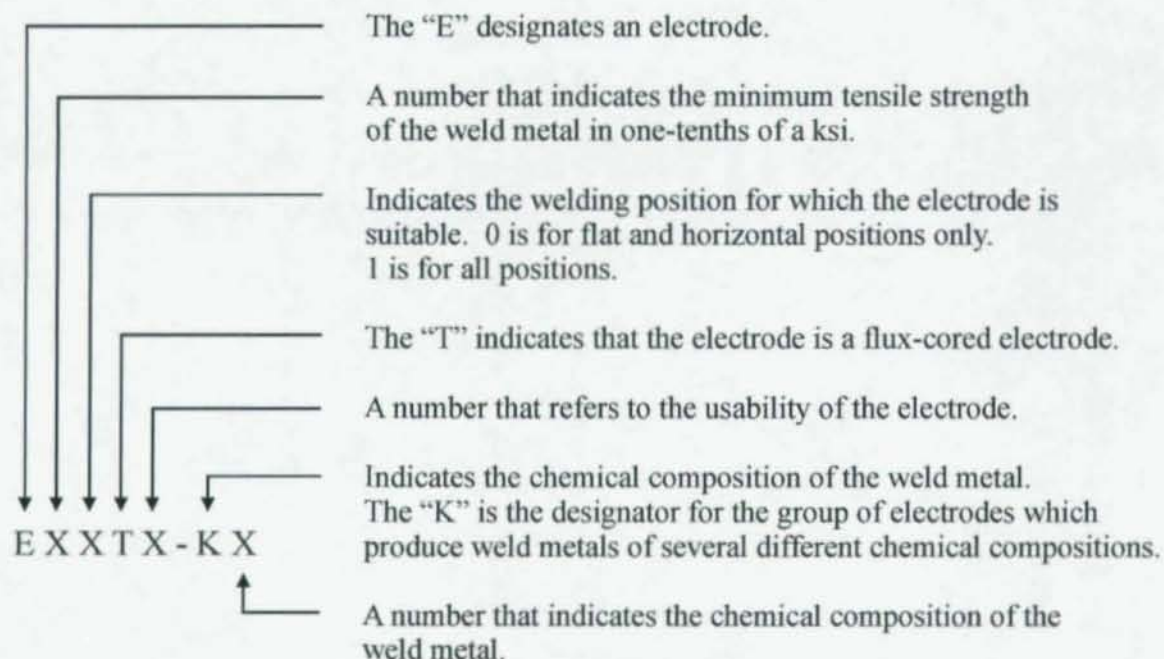 The “E” designates an electrode.
A number that indicates the minimum tensile strength
of the weld metal in one-tenths of a ksi.
Indicates the welding position for which the electrode is
suitable. 0 is for flat and horizontal positions only.
1 is for all positions.
The “T” indicates that the electrode is a flux-cored electrode.
A number that refers to the usability of the electrode.
Indicates the chemical composition of the weld metal.
The “K” is the designator for the group of electrodes which
produce weld metals of several different chemical compositions.
E X X T X - K X
A number that indicates the chemical composition of the
weld metal.